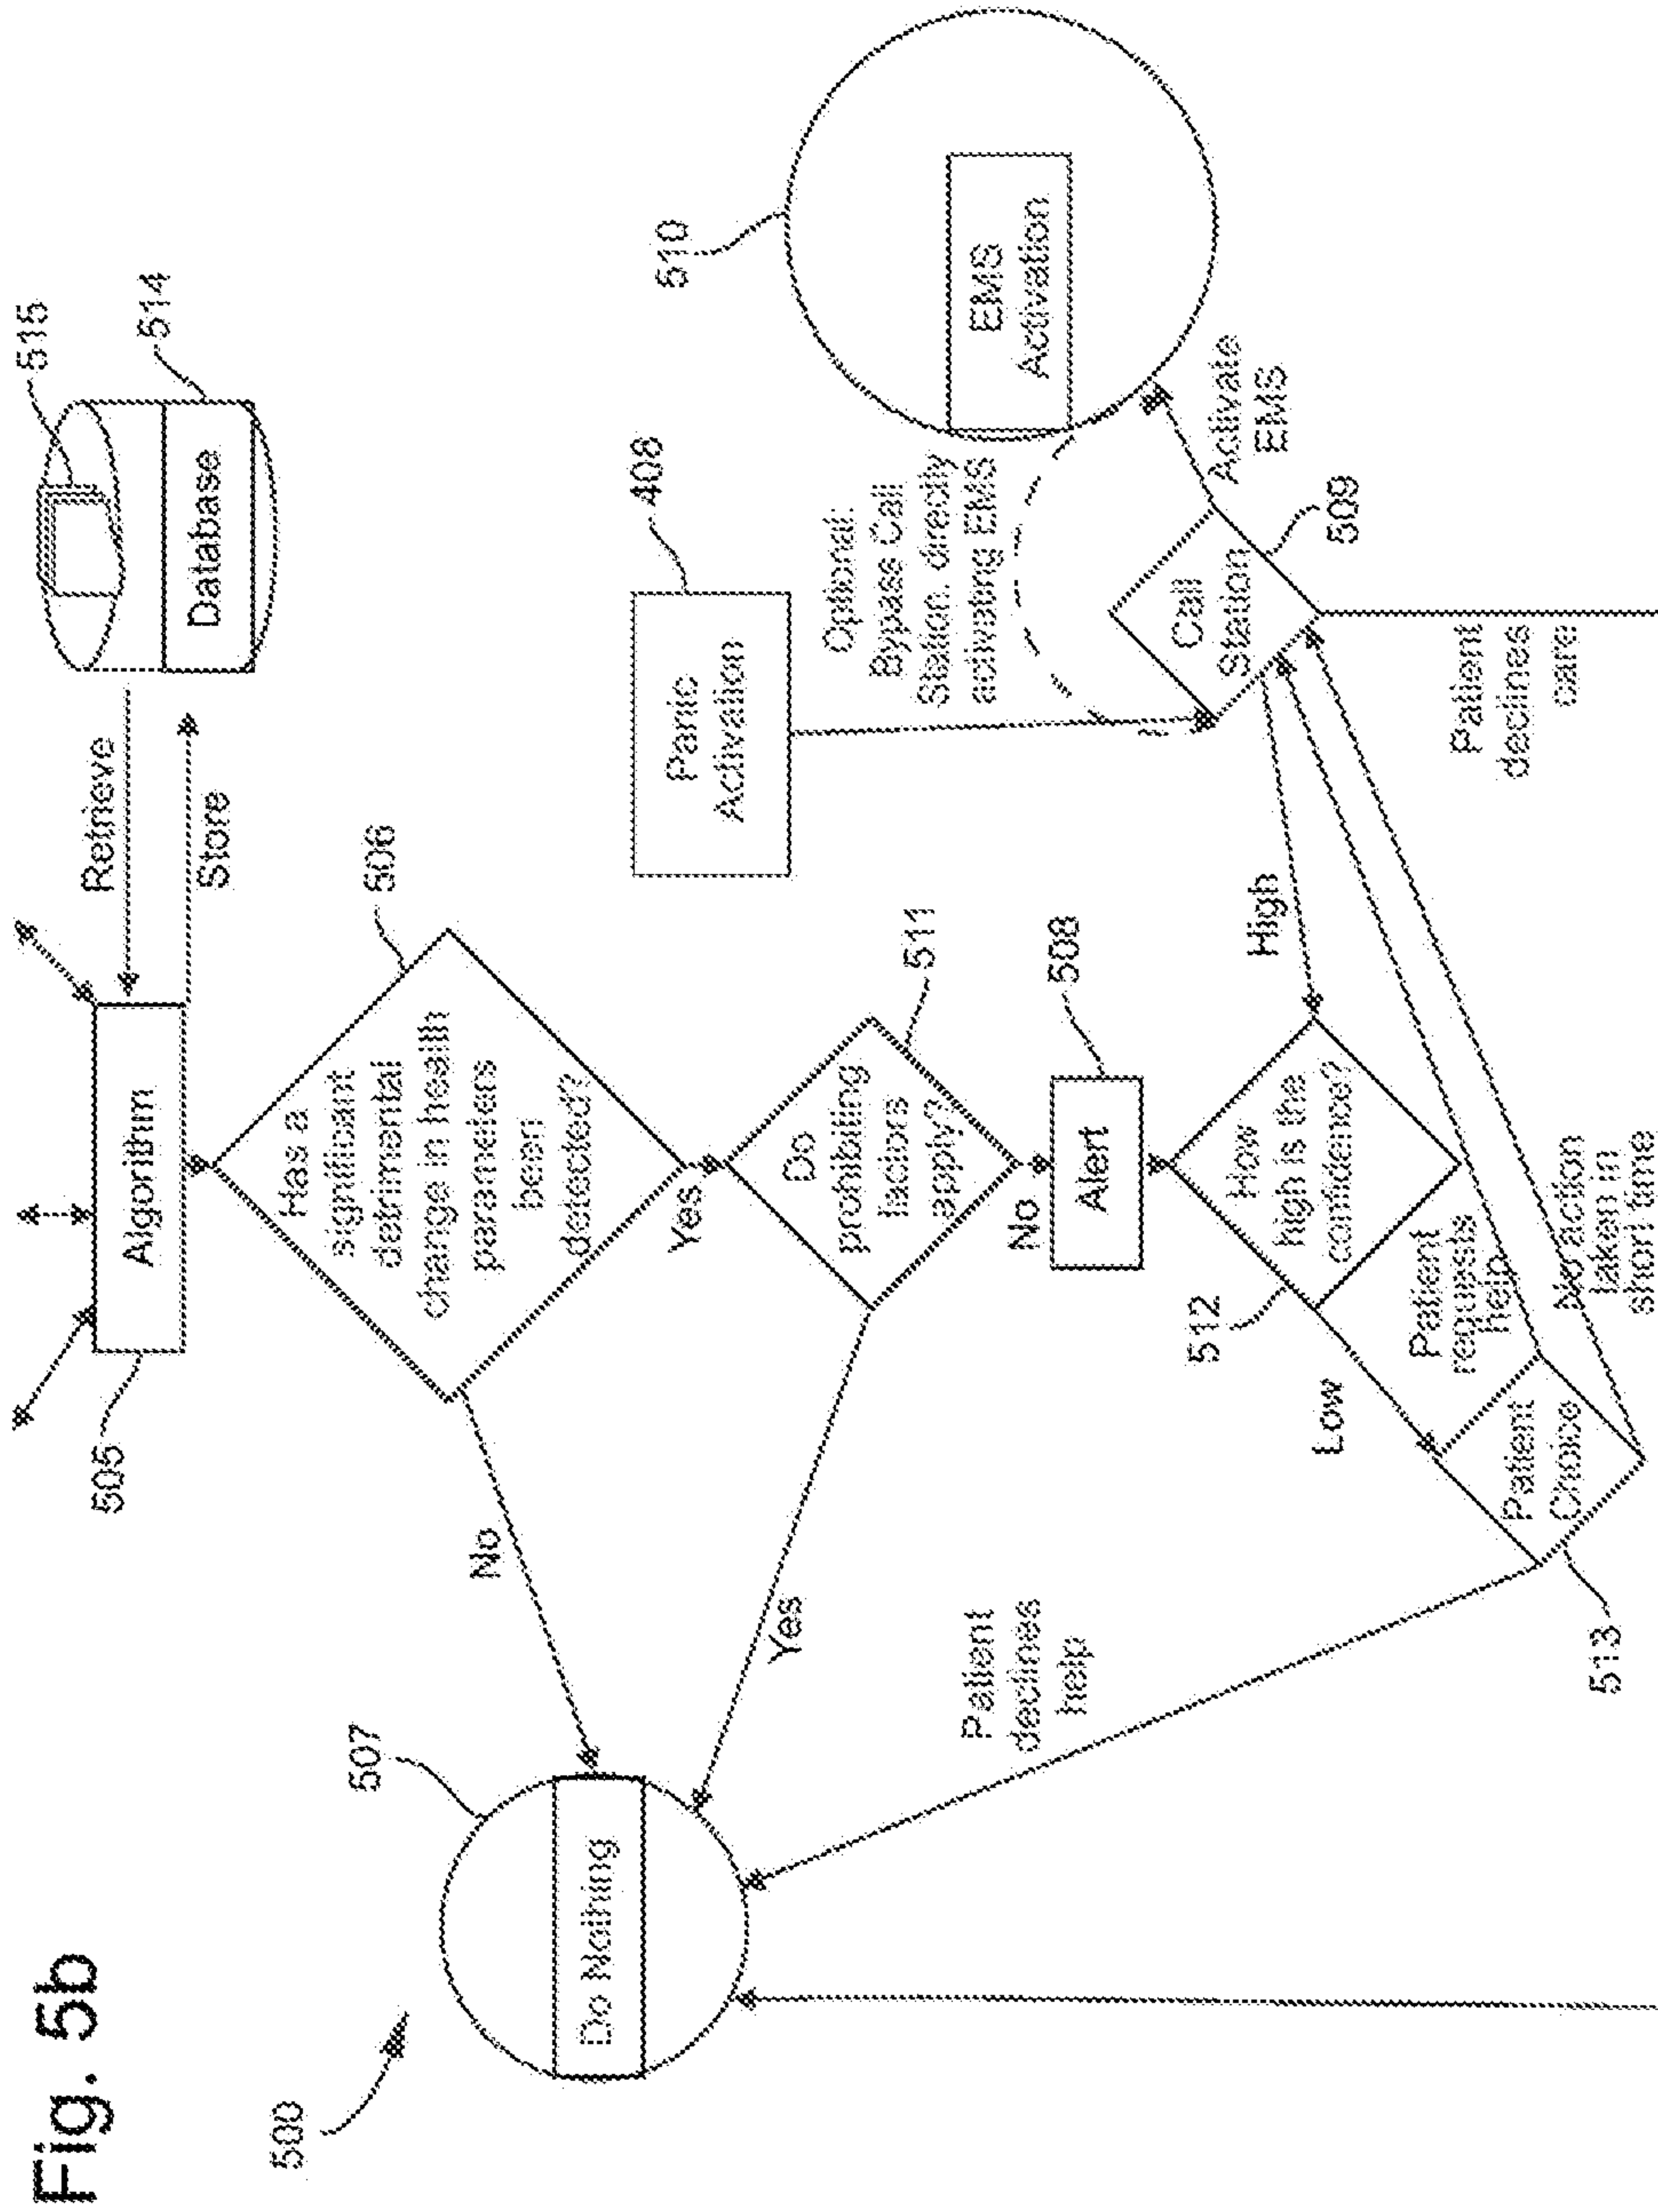 Fig. 5b
500
505
Algorithm
Retrieve
Store
515
Database
514
506
Has a
significant
detrimental
change in health
parameters
been
detected?
No
Yes
507
Do Nothing
Do
prohibiting
factors
apply?
511
Yes
No
Alert
508
Panic
Activation
408
Optional:
Bypass Call
Station, directly
activating EMS
510
EMS
Activation
Activate
EMS
Call
Station
509
High
How
high is the
confidence?
512
Low
Patient
requests
help
Patient
Choice
513
No action
taken in
short time
Patient
declines
help
Patient
declines
care